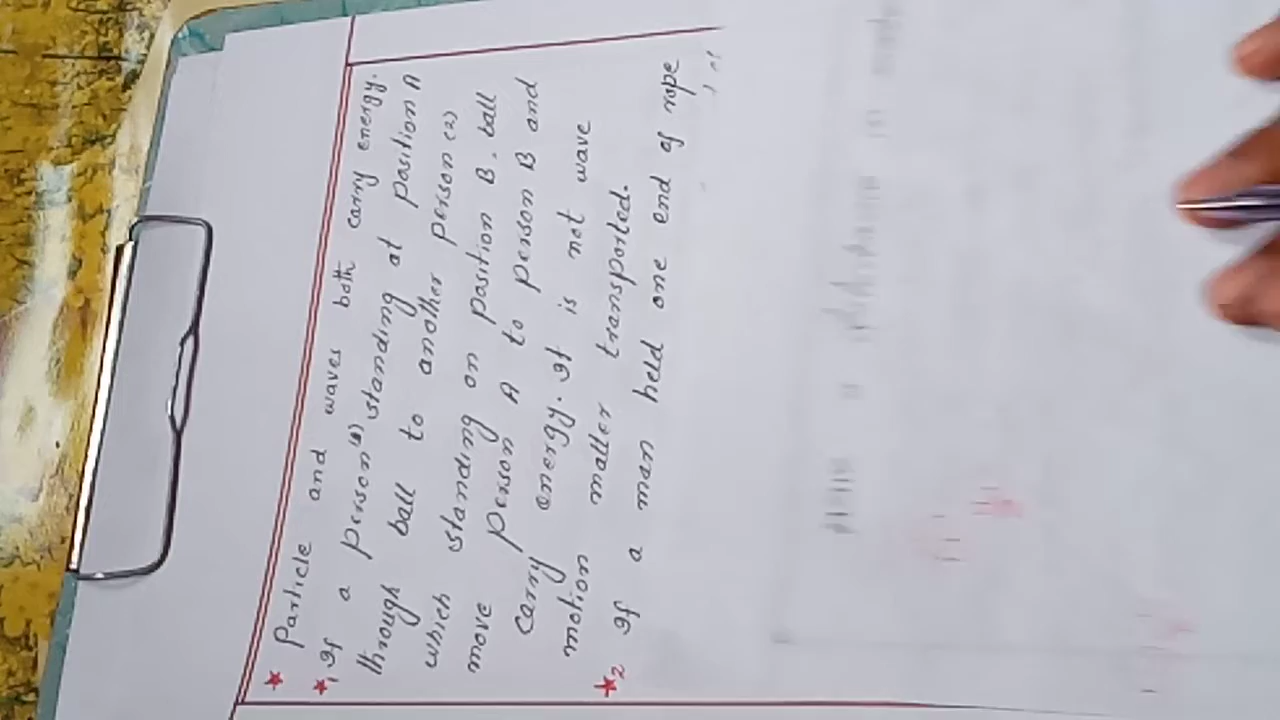 ★ Particle and waves both carry energy.
★1 If a person(1) standing at position A
through ball to another person (2)
which standing on position B, ball
move person A to person B and
carry energy. It is not wave
motion matter transported.
★2 If a man held one end of rope